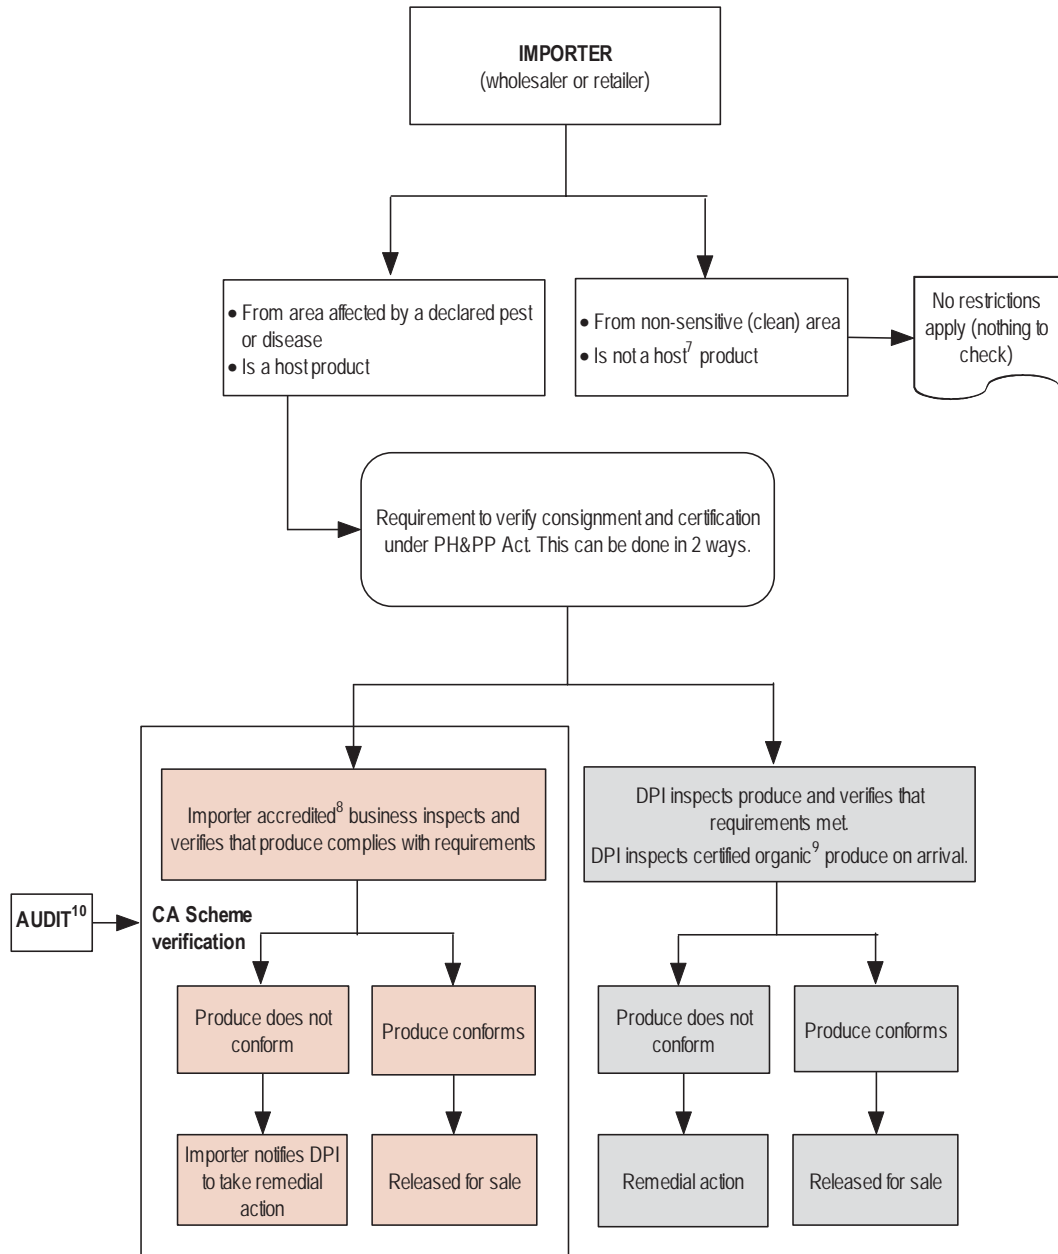 IMPORTER
(wholesaler or retailer)
• From area affected by a declared pest
or disease
• Is a host product
• From non-sensitive (clean) area
• Is not a host⁷ product
No restrictions
apply (nothing to
check)
Requirement to verify consignment and certification
under PH&PP Act. This can be done in 2 ways.
Importer accredited⁸ business inspects and
verifies that produce complies with requirements
DPI inspects produce and verifies that
requirements met.
DPI inspects certified organic⁹ produce on arrival.
AUDIT¹⁰
CA Scheme
verification
Produce does not
conform
Produce conforms
Produce does not
conform
Produce conforms
Importer notifies DPI
to take remedial
action
Released for sale
Remedial action
Released for sale